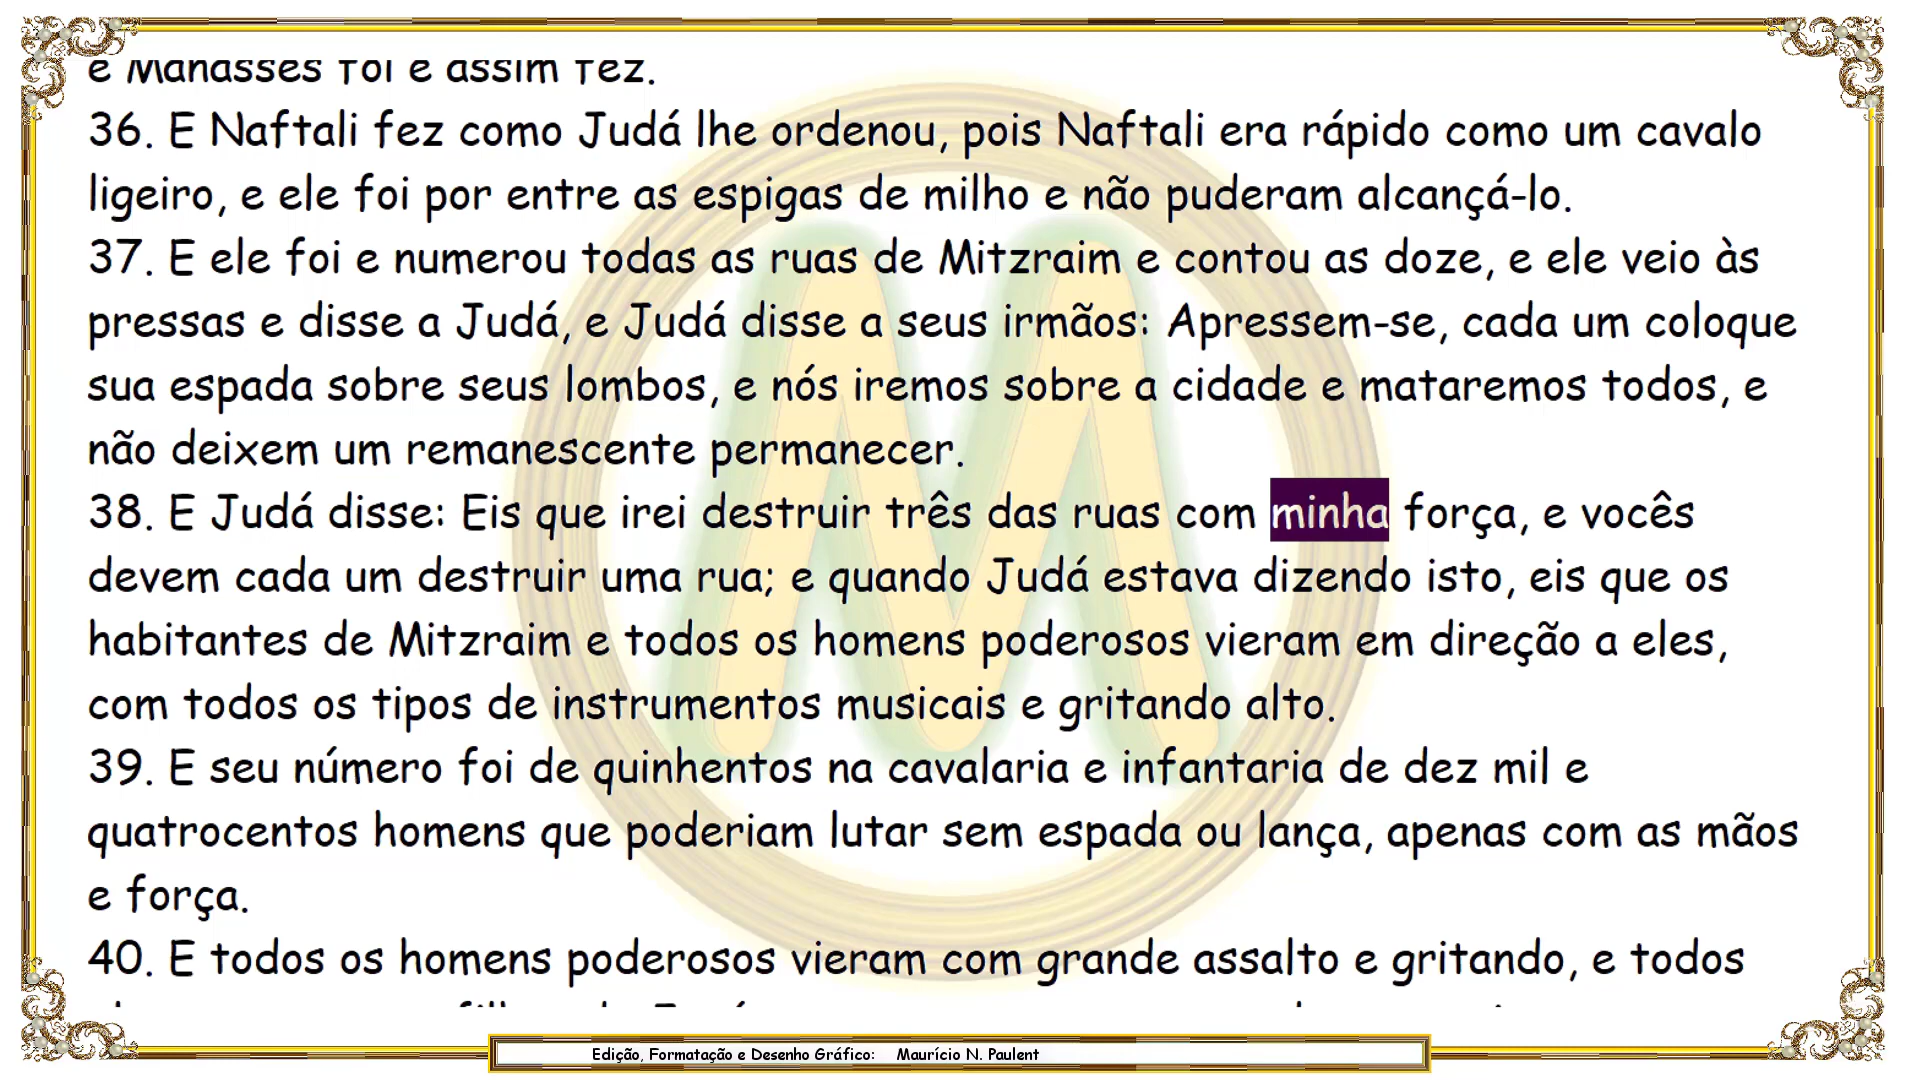 e Manassés foi e assim fez.
36. E Naftali fez como Judá lhe ordenou, pois Naftali era rápido como um cavalo
ligeiro, e ele foi por entre as espigas de milho e não puderam alcançá-lo.
37. E ele foi e numerou todas as ruas de Mitzraim e contou as doze, e ele veio às
pressas e disse a Judá, e Judá disse a seus irmãos: Apressem-se, cada um coloque
sua espada sobre seus lombos, e nós iremos sobre a cidade e mataremos todos, e
não deixem um remanescente permanecer.
38. E Judá disse: Eis que irei destruir três das ruas com minha força, e vocês
devem cada um destruir uma rua; e quando Judá estava dizendo isto, eis que os
habitantes de Mitzraim e todos os homens poderosos vieram em direção a eles,
com todos os tipos de instrumentos musicais e gritando alto.
39. E seu número foi de quinhentos na cavalaria e infantaria de dez mil e
quatrocentos homens que poderiam lutar sem espada ou lança, apenas com as mãos
e força.
40. E todos os homens poderosos vieram com grande assalto e gritando, e todos
Edição, Formatação e Desenho Gráfico: Maurício N. Paulent